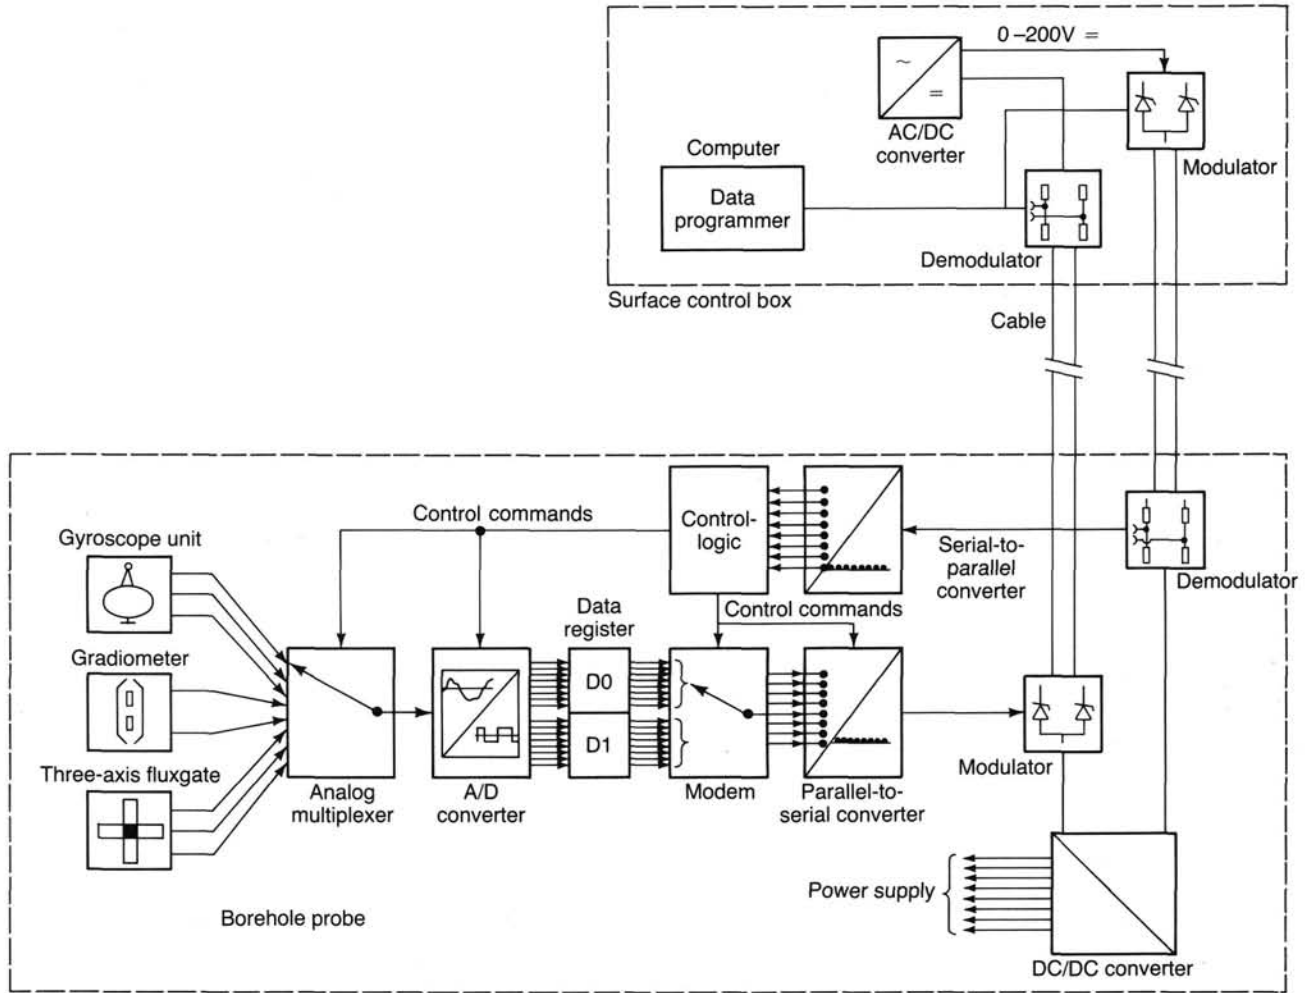 0–200V =
~
=
AC/DC
converter
Modulator
Computer
Data
programmer
Demodulator
Surface control box
Cable
Control commands
Control-
logic
Serial-to-
parallel
converter
Demodulator
Gyroscope unit
Data
register
Control commands
Gradiometer
D0
D1
Three-axis fluxgate
Analog
multiplexer
A/D
converter
Modem
Parallel-to-
serial converter
Modulator
Power supply
Borehole probe
DC/DC converter